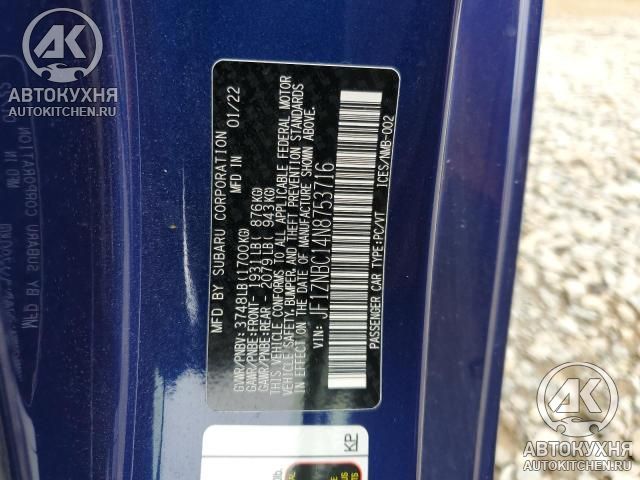 AK
АВТОКУХНЯ
AUTOKITCHEN.RU
MFD BY SUBARU CORPORATION
MFD IN 01/22
GVWR/PNBV: 3748LB(1700KG)
GAWR/PNBE:FRONT- 1931LB( 876KG)
GAWR/PNBE:REAR - 2079LB( 943KG)
THIS VEHICLE CONFORMS TO ALL APPLICABLE FEDERAL MOTOR
VEHICLE SAFETY, BUMPER, AND THEFT PREVENTION STANDARDS
IN EFFECT ON THE DATE OF MANUFACTURE SHOWN ABOVE.
VIN: JF1ZNBC14N8753716
PASSENGER CAR TYPE:PC/VT ICES/NMB-002
KP
AK
АВТОКУХНЯ
AUTOKITCHEN.RU